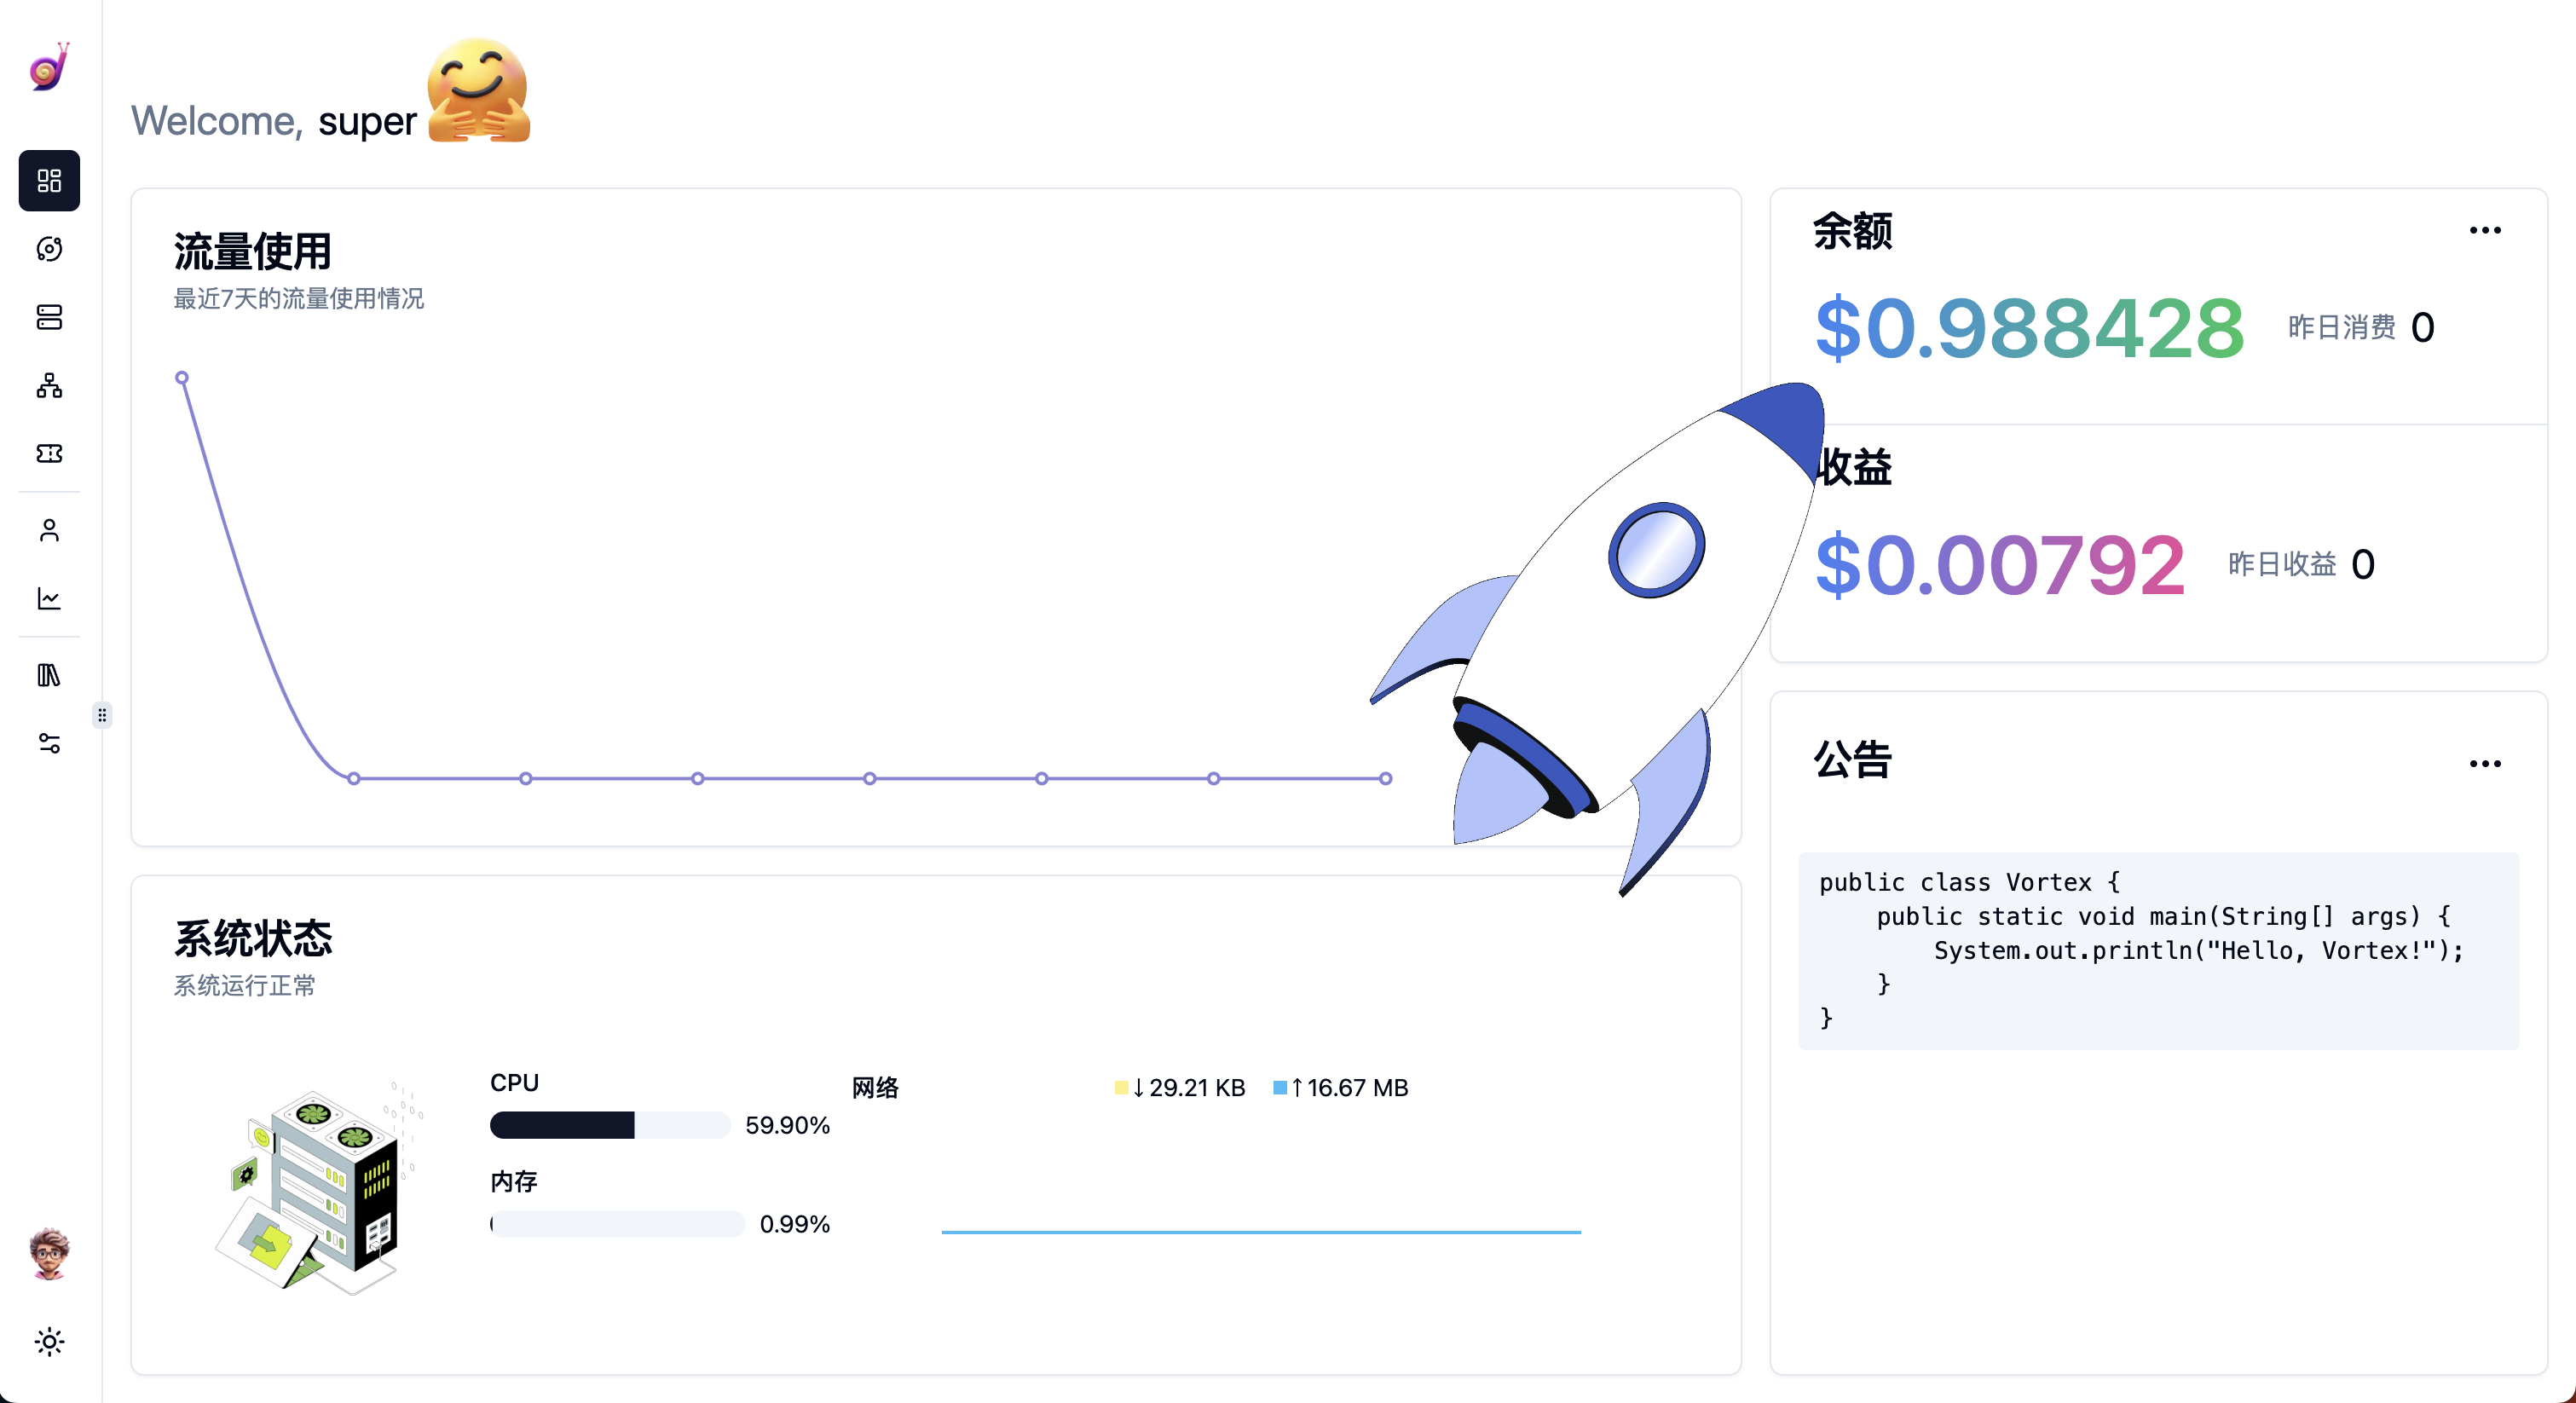 Welcome, super
流量使用
最近7天的流量使用情况
余额
$0.988428 昨日消费 0
收益
$0.00792 昨日收益 0
系统状态
系统运行正常
CPU
59.90%
内存
0.99%
网络 ↓ 29.21 KB ↑ 16.67 MB
公告
public class Vortex {
    public static void main(String[] args) {
        System.out.println("Hello, Vortex!");
    }
}